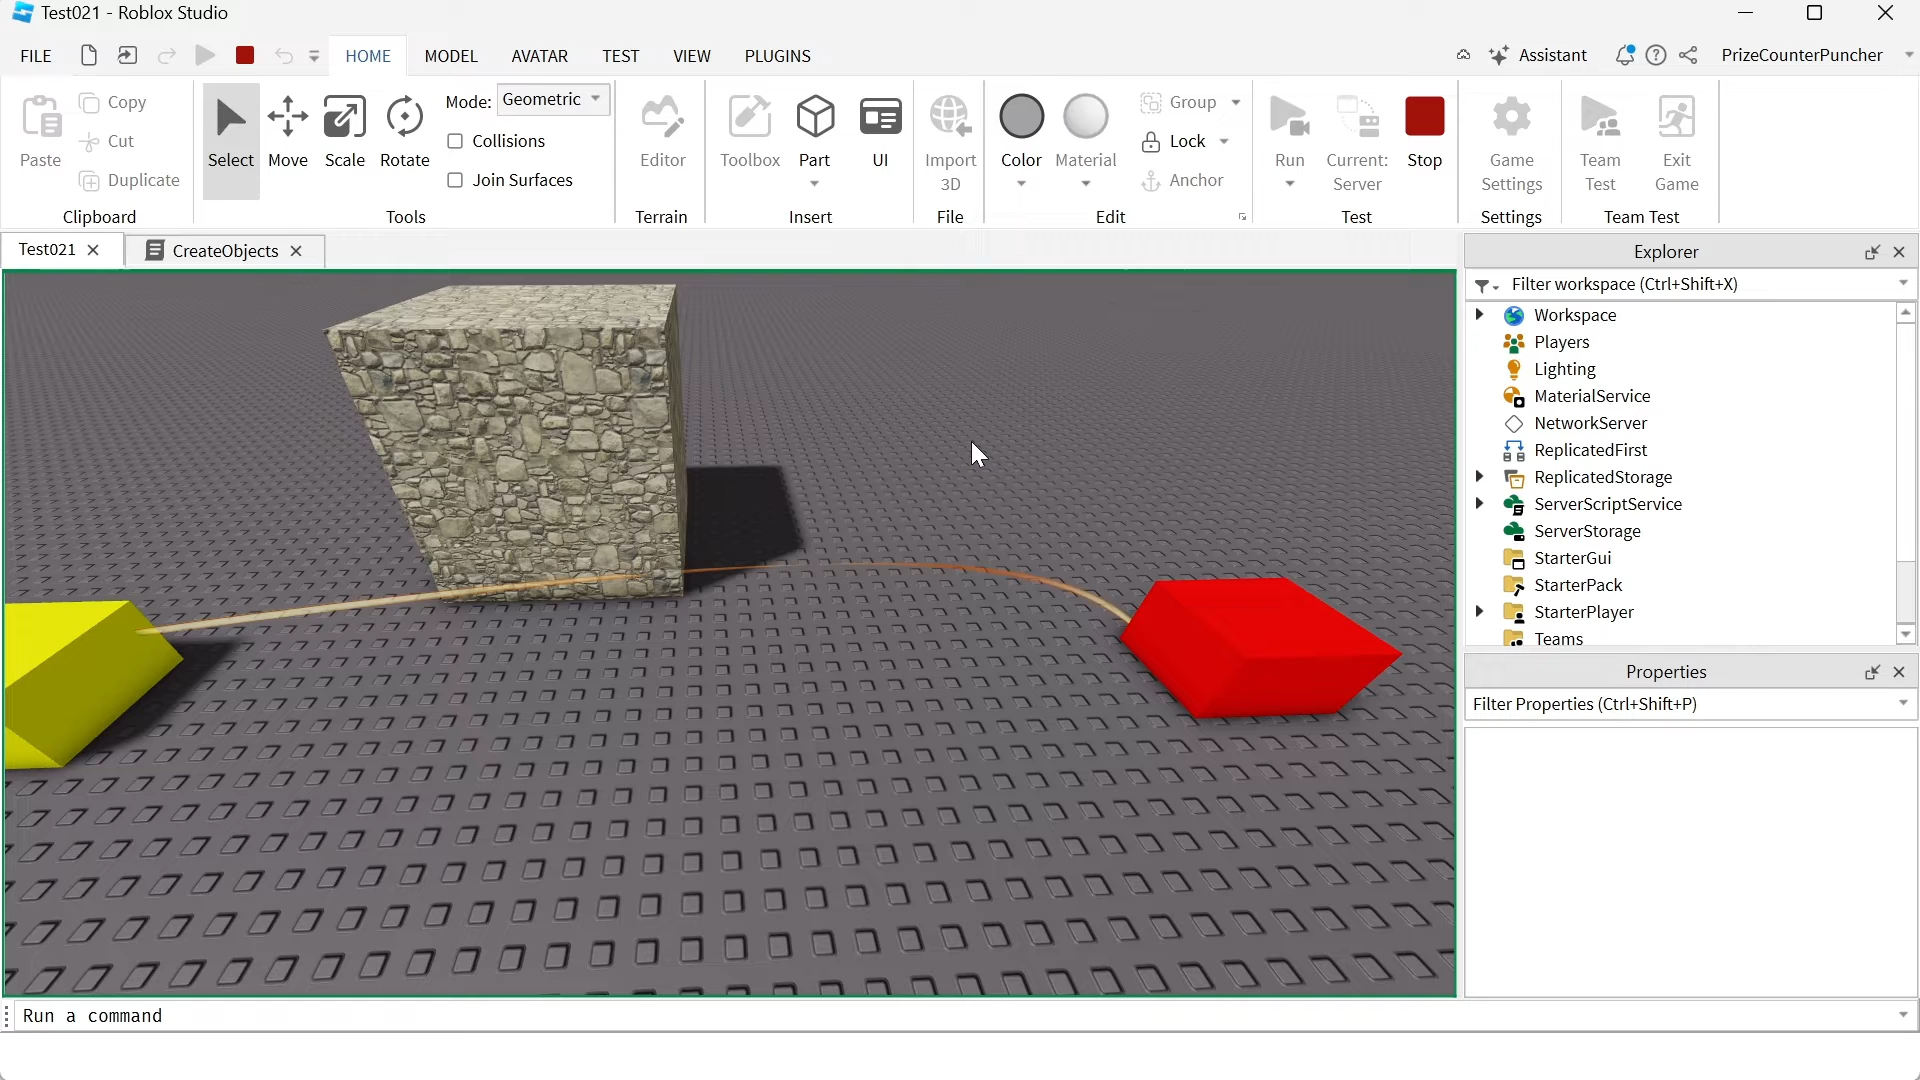 Test021 - Roblox Studio
FILE HOME MODEL AVATAR TEST VIEW PLUGINS Assistant PrizeCounterPuncher
Paste
Copy
Cut
Duplicate
Clipboard
Select Move Scale Rotate
Mode: Geometric
Collisions
Join Surfaces
Tools
Editor
Terrain
Toolbox Part UI
Insert
Import
3D
File
Color Material
Group
Lock
Anchor
Edit
Run
Current:
Server
Stop
Test
Game
Settings
Settings
Team
Test
Exit
Game
Team Test
Test021 CreateObjects
Explorer
Filter workspace (Ctrl+Shift+X)
Workspace
Players
Lighting
MaterialService
NetworkServer
ReplicatedFirst
ReplicatedStorage
ServerScriptService
ServerStorage
StarterGui
StarterPack
StarterPlayer
Teams
Properties
Filter Properties (Ctrl+Shift+P)
Run a command